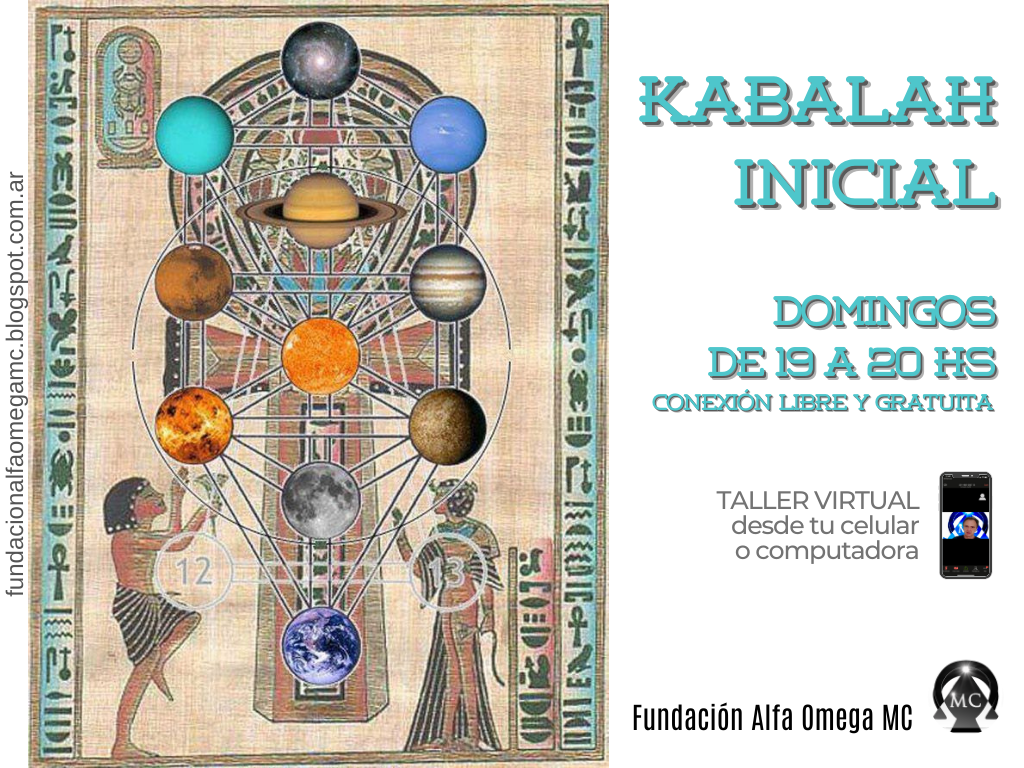 fundacionalfaomegamc.blogspot.com.ar
12
13
KABALAH
INICIAL
DOMINGOS
DE 19 A 20 HS
CONEXIÓN LIBRE Y GRATUITA
TALLER VIRTUAL
desde tu celular
o computadora
Fundación Alfa Omega MC
MC